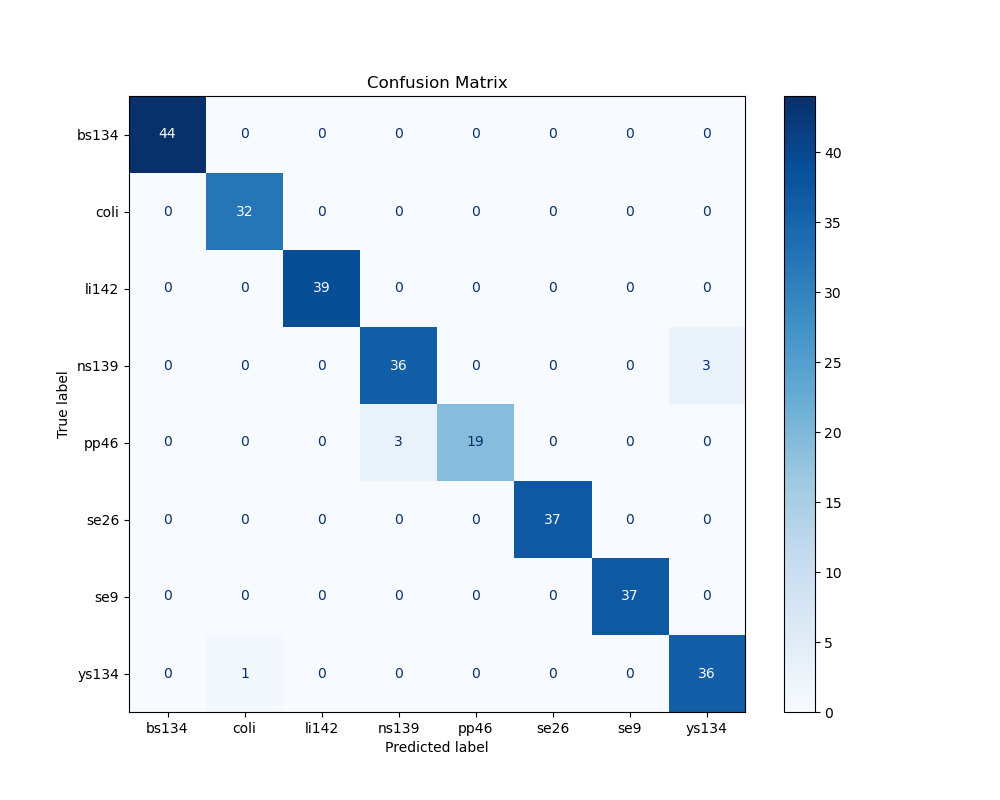 Confusion Matrix
True label
bs134 44 0 0 0 0 0 0 0
coli 0 32 0 0 0 0 0 0
li142 0 0 39 0 0 0 0 0
ns139 0 0 0 36 0 0 0 3
pp46 0 0 0 3 19 0 0 0
se26 0 0 0 0 0 37 0 0
se9 0 0 0 0 0 0 37 0
ys134 0 1 0 0 0 0 0 36
bs134 coli li142 ns139 pp46 se26 se9 ys134
Predicted label
40
35
30
25
20
15
10
5
0